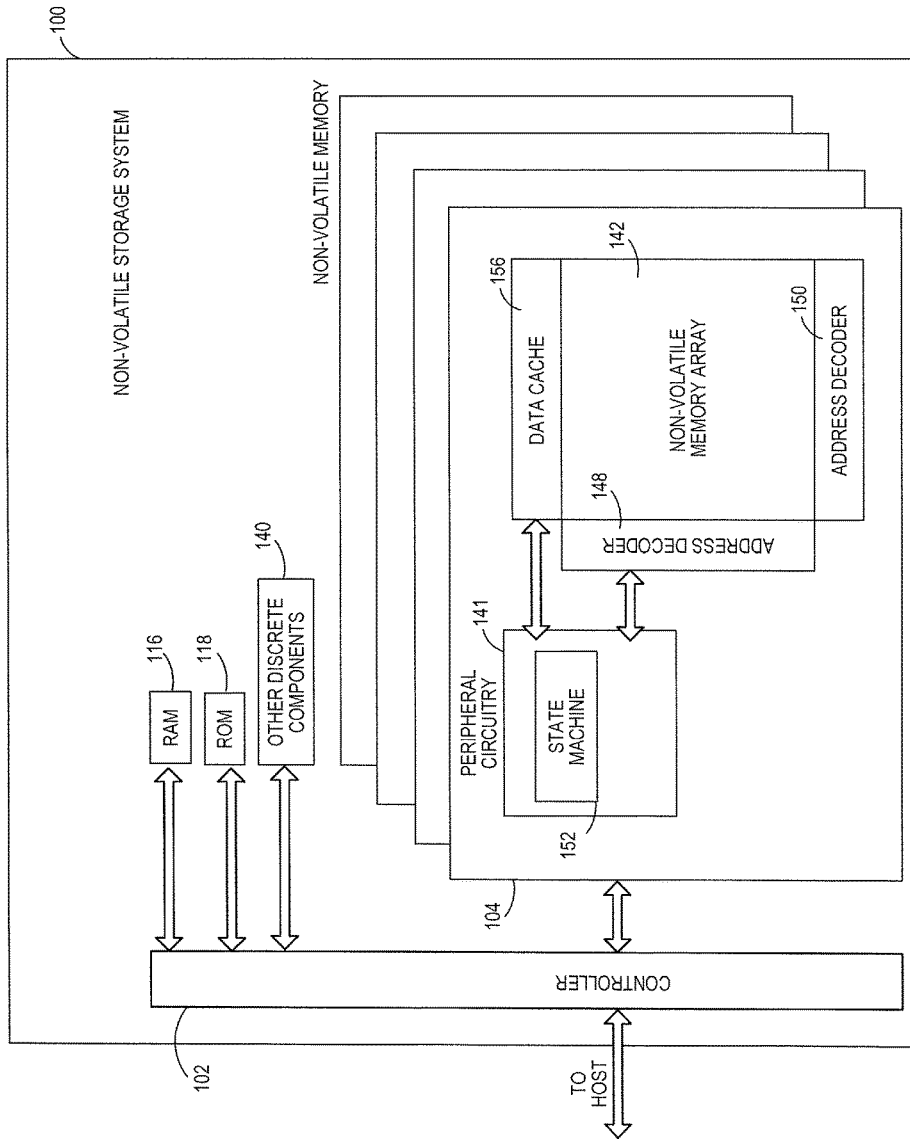 100
NON-VOLATILE STORAGE SYSTEM
NON-VOLATILE MEMORY
116
RAM
118
ROM
140
OTHER DISCRETE
COMPONENTS
PERIPHERAL
CIRCUITRY
141
STATE
MACHINE
152
156
DATA CACHE
142
NON-VOLATILE
MEMORY ARRAY
148
ADDRESS DECODER
150
ADDRESS DECODER
104
CONTROLLER
102
TO
HOST